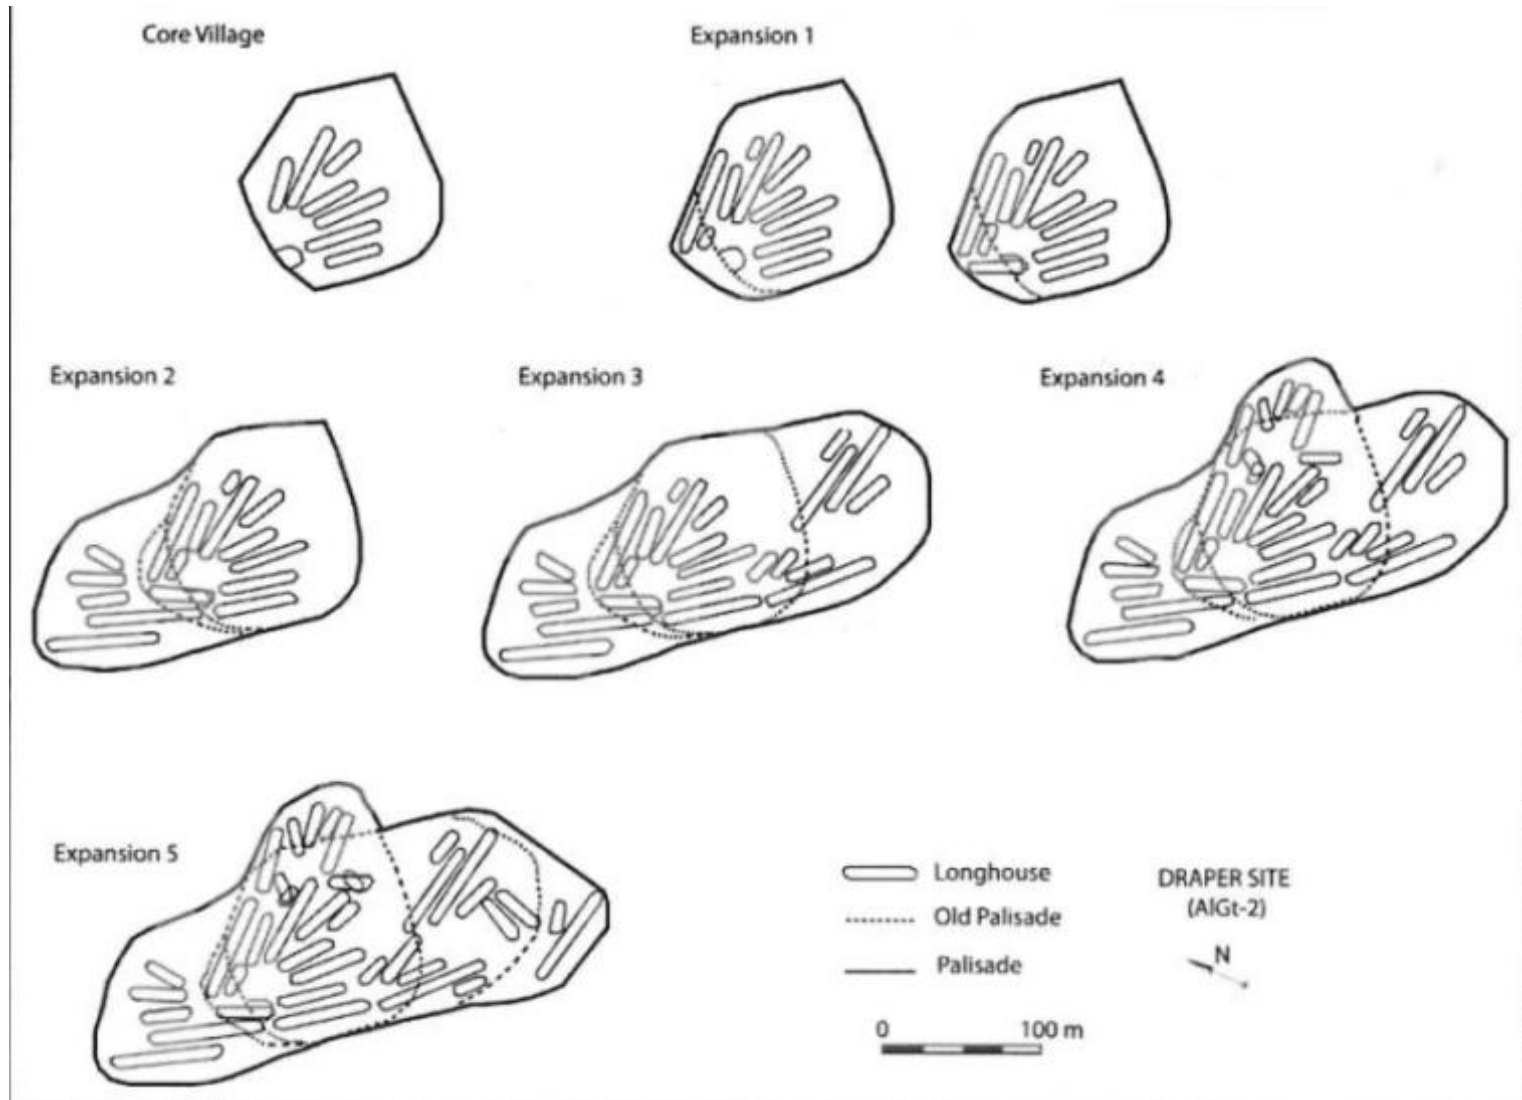 Core Village
Expansion 1
Expansion 2
Expansion 3
Expansion 4
Expansion 5
Longhouse
Old Palisade
Palisade
DRAPER SITE
(AlGt-2)
N
0 100 m